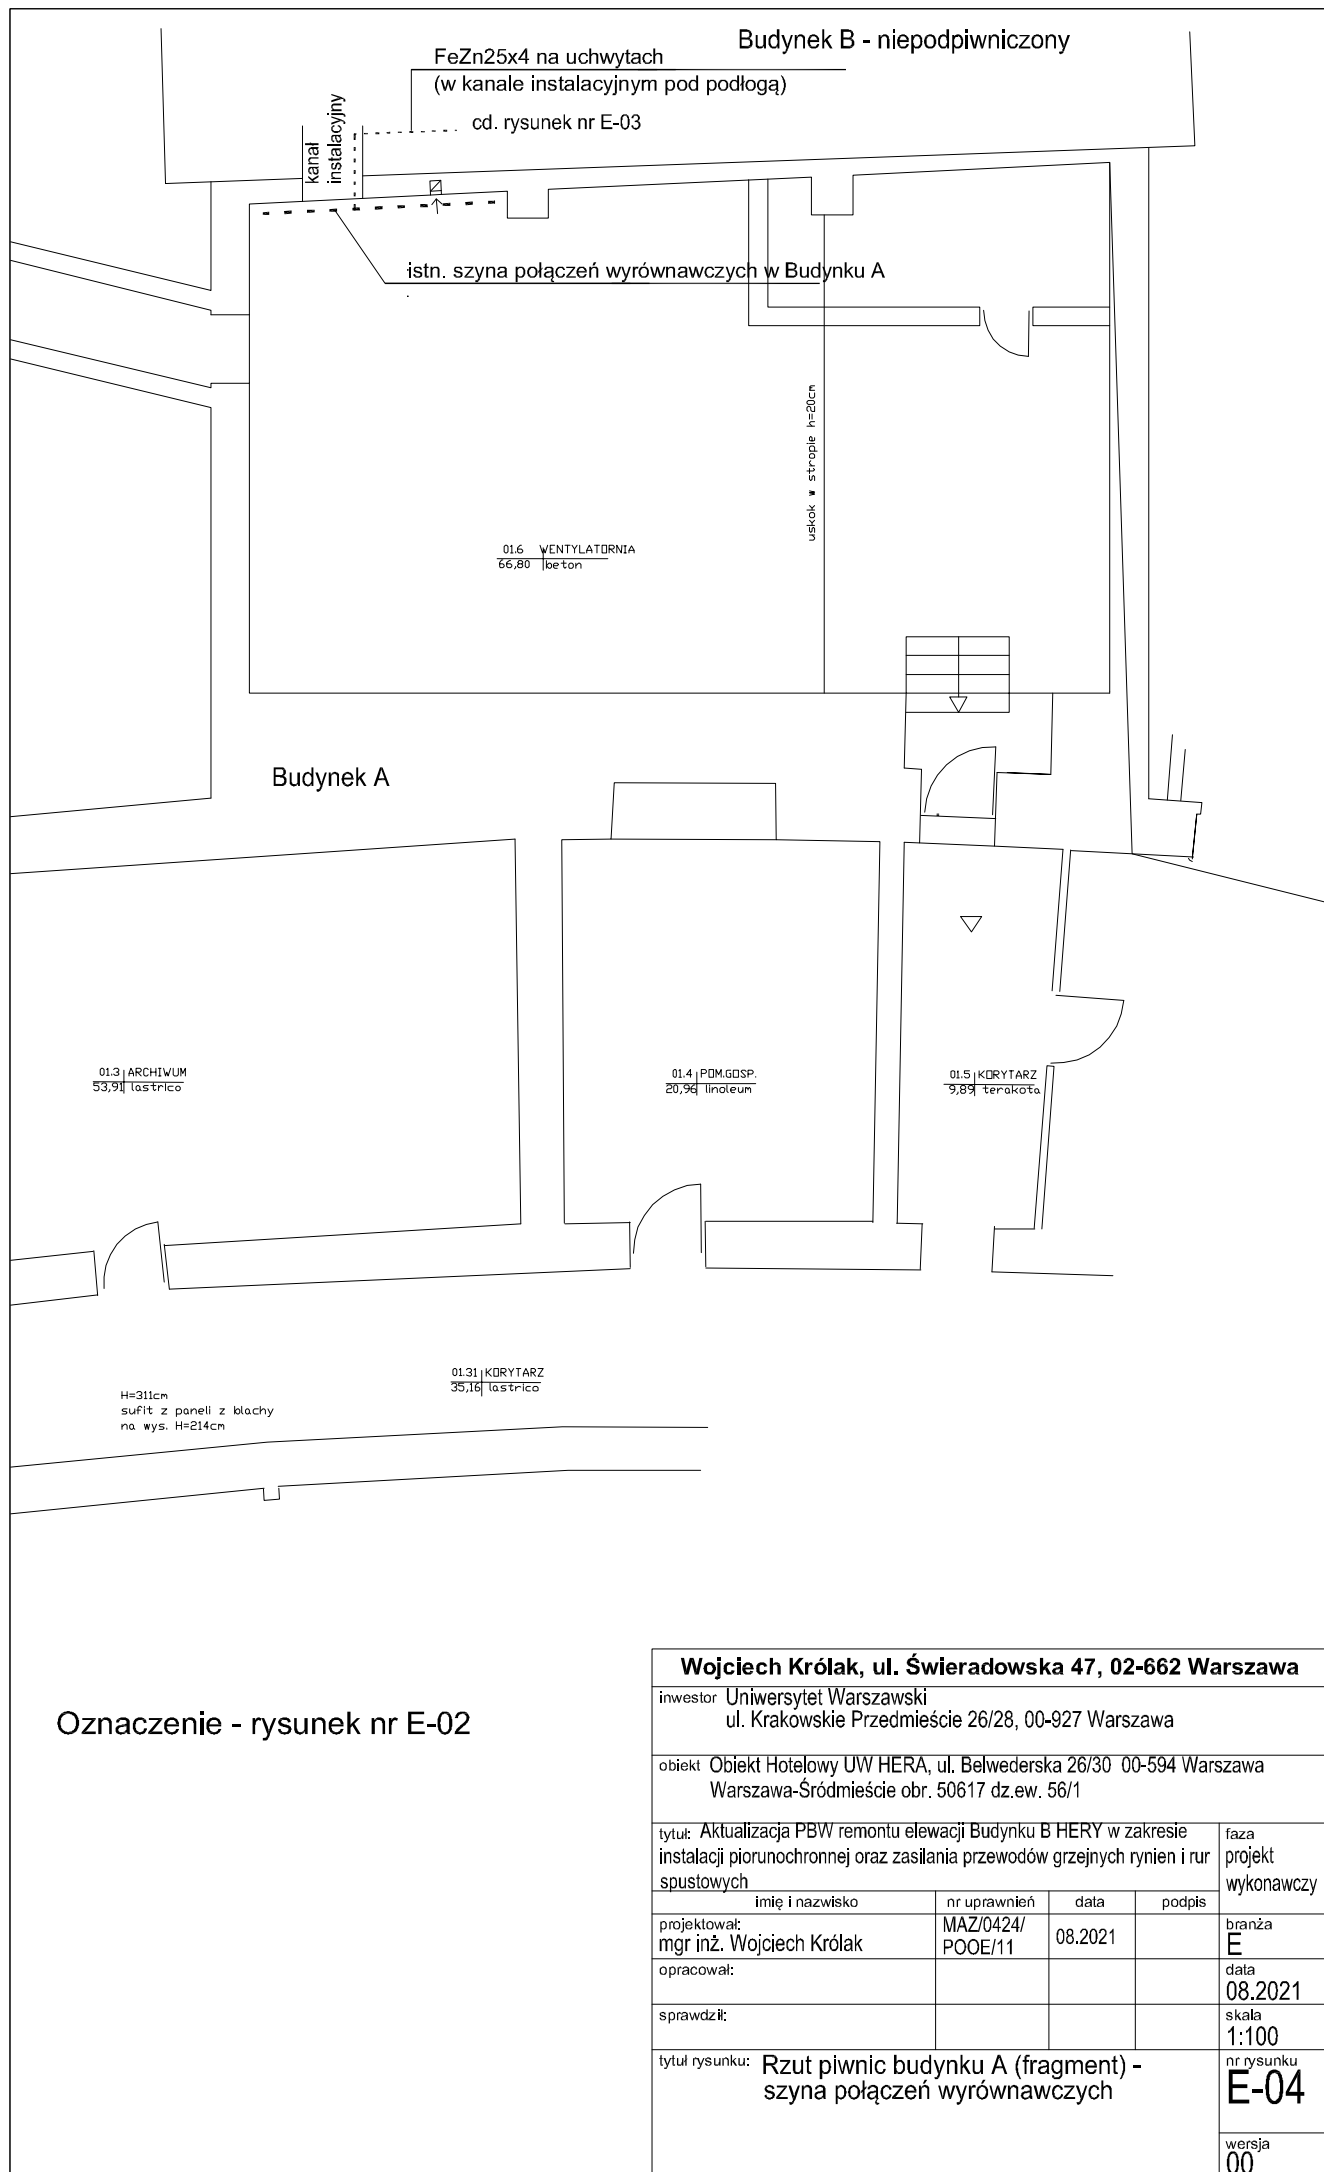 Budynek B - niepodpiwniczony
FeZn25x4 na uchwytach
(w kanale instalacyjnym pod podłogą)
cd. rysunek nr E-03
kanał
instalacyjny
istn. szyna połączeń wyrównawczych w Budynku A
uskok w stropie h=20cm
01.6 WENTYLATORNIA
66,80 beton
Budynek A
01.3 ARCHIWUM
53,91 lastrico
01.4 POM.GOSP.
20,96 linoleum
01.5 KORYTARZ
9,89 terakota
01.31 KORYTARZ
35,16 lastrico
H=311cm
sufit z paneli z blachy
na wys. H=214cm
Oznaczenie - rysunek nr E-02
Wojciech Królak, ul. Świeradowska 47, 02-662 Warszawa
inwestor Uniwersytet Warszawski
ul. Krakowskie Przedmieście 26/28, 00-927 Warszawa
obiekt Obiekt Hotelowy UW HERA, ul. Belwederska 26/30 00-594 Warszawa
Warszawa-Śródmieście obr. 50617 dz.ew. 56/1
tytuł: Aktualizacja PBW remontu elewacji Budynku B HERY w zakresie
instalacji piorunochronnej oraz zasilania przewodów grzejnych rynien i rur
spustowych
faza
projekt
wykonawczy
imię i nazwisko nr uprawnień data podpis
projektował:
mgr inż. Wojciech Królak
MAZ/0424/
POOE/11
08.2021
branża
E
opracował:
data
08.2021
sprawdził:
skala
1:100
tytuł rysunku: Rzut piwnic budynku A (fragment) -
szyna połączeń wyrównawczych
nr rysunku
E-04
wersja
00